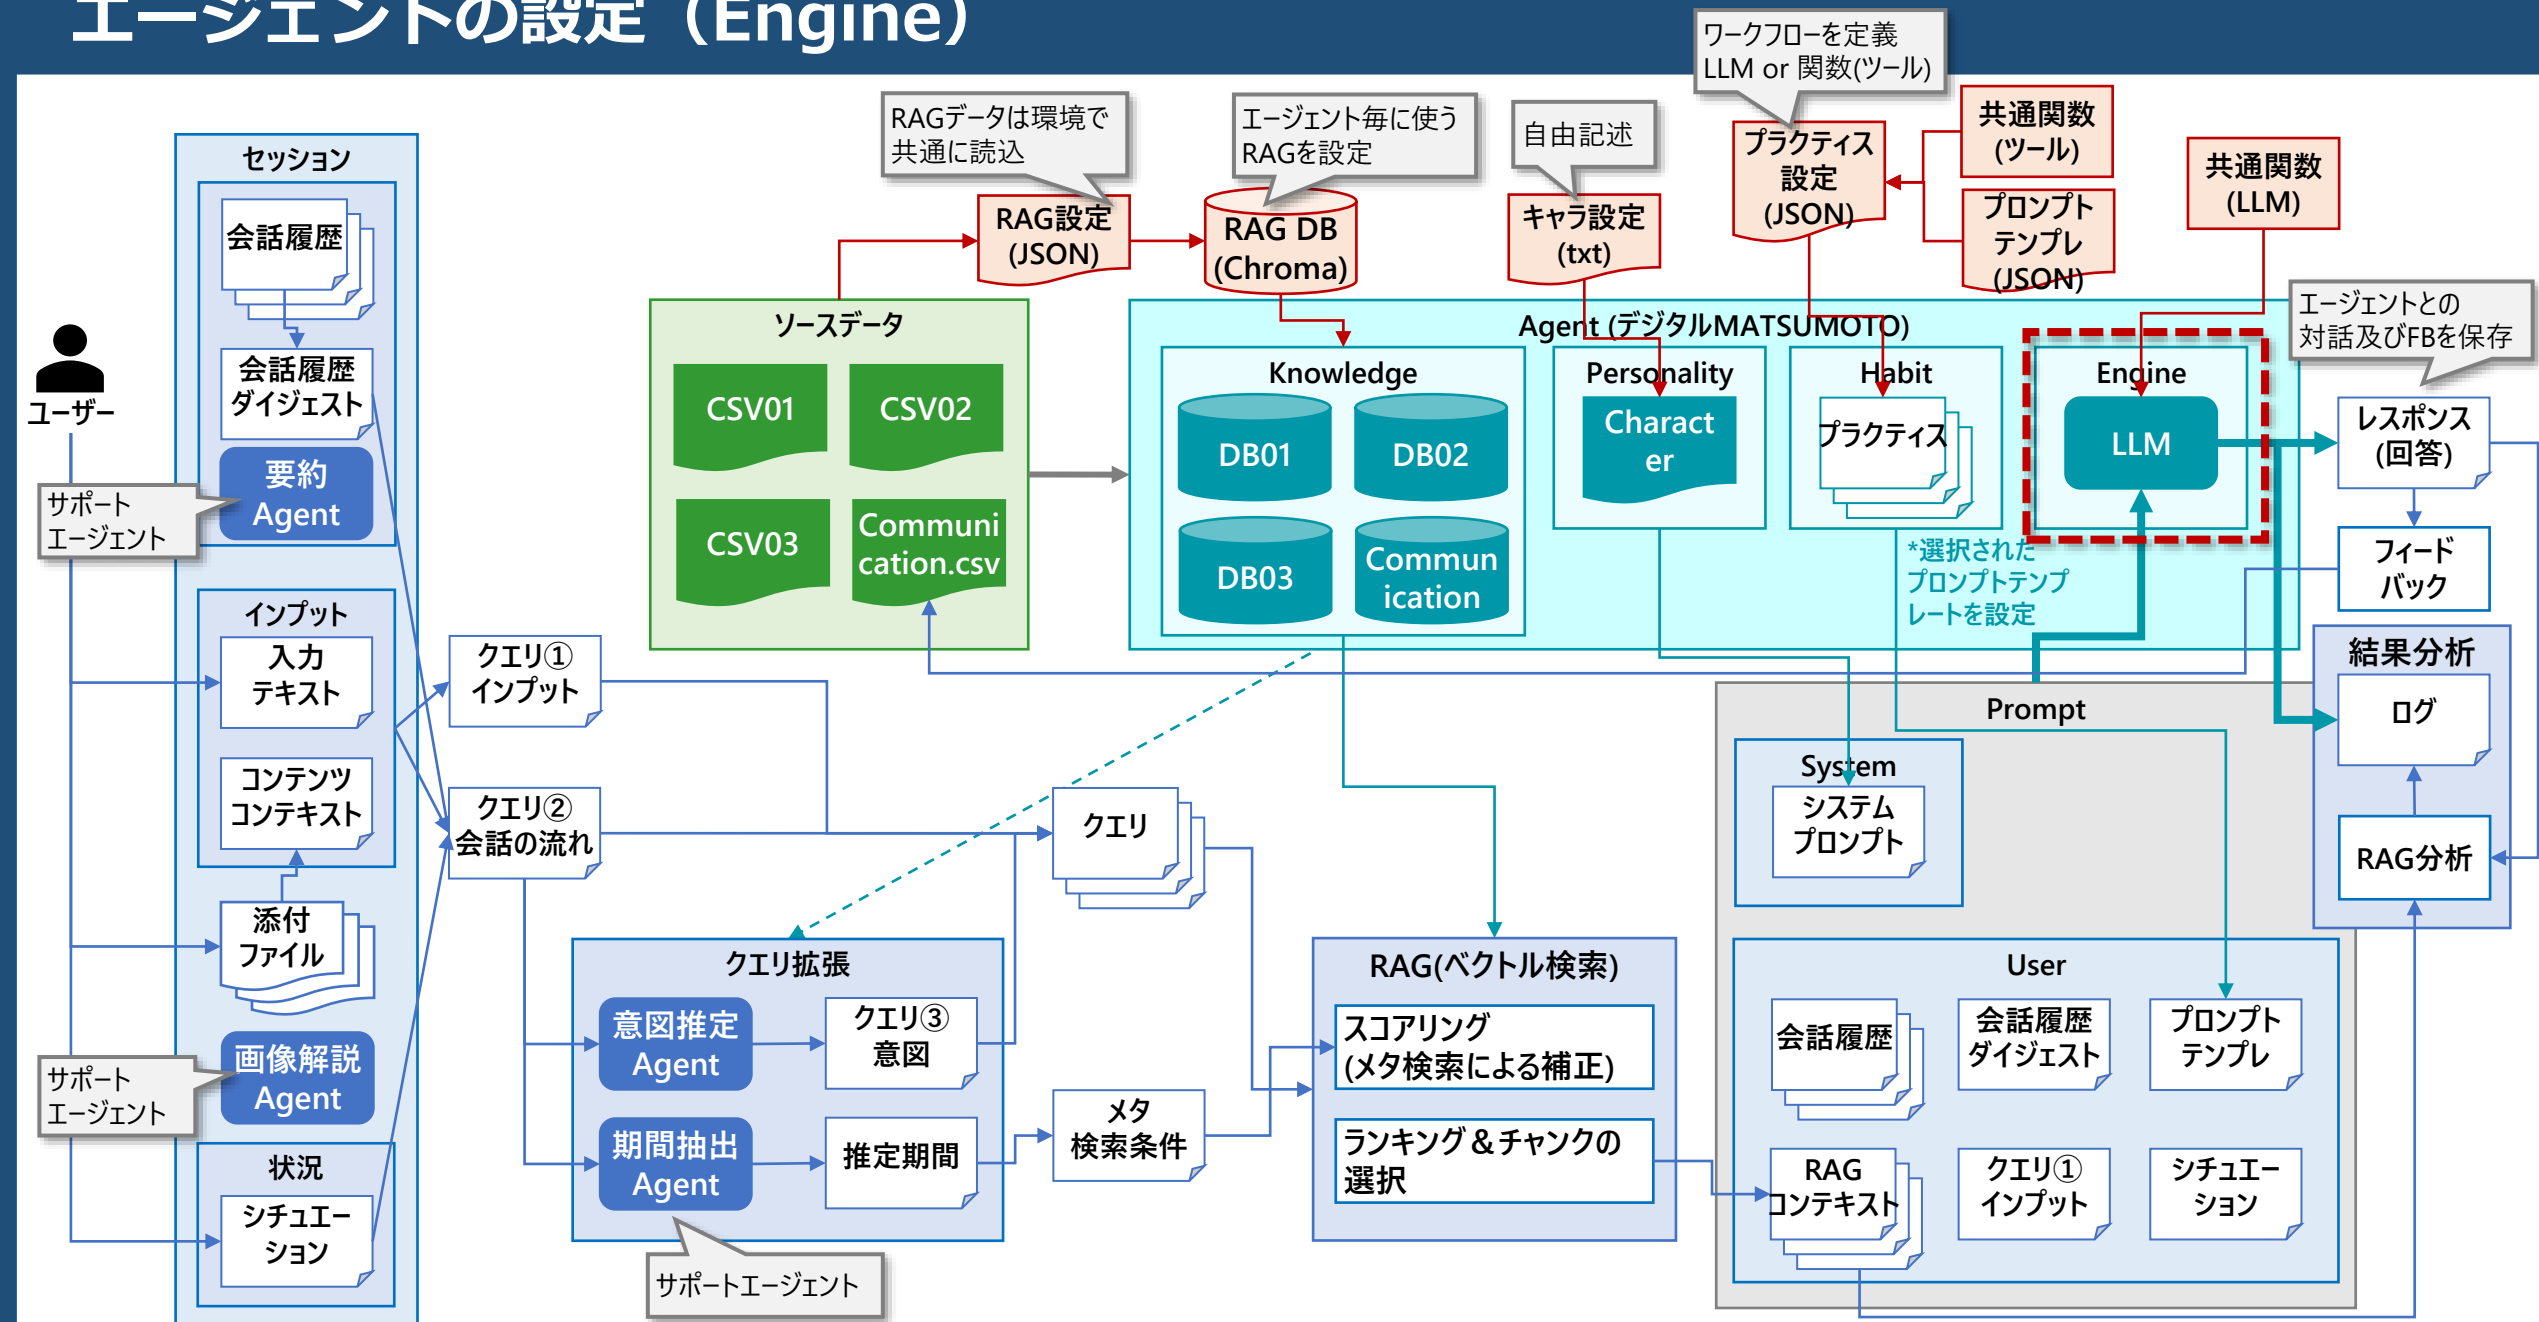 エージェントの設定（Engine）
ワークフローを定義
LLM or 関数(ツール)
RAGデータは環境で
共通に読込
エージェント毎に使う
RAGを設定
自由記述
プラクティス
設定
(JSON)
共通関数
(ツール)
プロンプト
テンプレ
(JSON)
共通関数
(LLM)
RAG設定
(JSON)
RAG DB
(Chroma)
キャラ設定
(txt)
エージェントとの
対話及びFBを保存
セッション
会話履歴
会話履歴
ダイジェスト
要約
Agent
サポート
エージェント
ユーザー
インプット
入力
テキスト
コンテンツ
コンテキスト
添付
ファイル
画像解説
Agent
サポート
エージェント
状況
シチュエー
ション
ソースデータ
CSV01
CSV02
CSV03
Communi
cation.csv
Agent (デジタルMATSUMOTO)
Knowledge
DB01
DB02
DB03
Commun
ication
Personality
Charact
er
Habit
プラクティス
Engine
LLM
*選択された
プロンプトテンプ
レートを設定
レスポンス
(回答)
フィード
バック
結果分析
ログ
RAG分析
クエリ①
インプット
クエリ②
会話の流れ
クエリ
クエリ拡張
意図推定
Agent
クエリ③
意図
期間抽出
Agent
推定期間
サポートエージェント
メタ
検索条件
RAG(ベクトル検索)
スコアリング
(メタ検索による補正)
ランキング＆チャンクの
選択
Prompt
System
システム
プロンプト
User
会話履歴
会話履歴
ダイジェスト
プロンプト
テンプレ
RAG
コンテキスト
クエリ①
インプット
シチュエー
ション